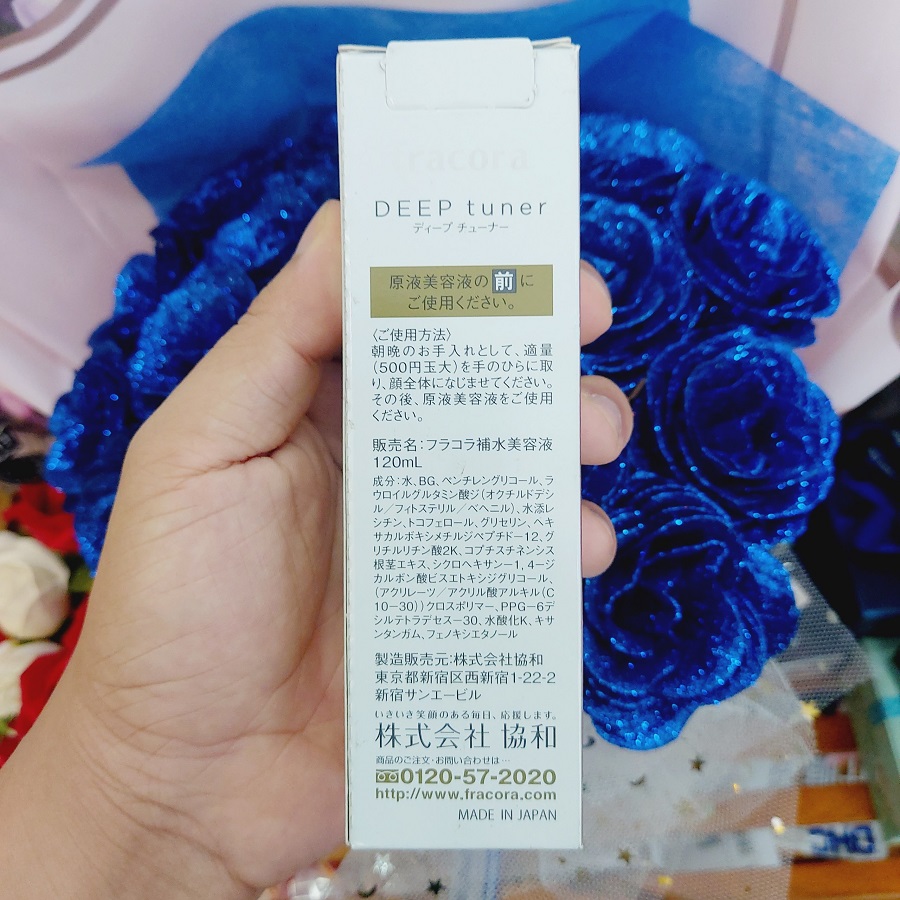 fracora
DEEP tuner
ディープ チューナー
原液美容液の前に
ご使用ください。
〈ご使用方法〉
朝晩のお手入れとして、適量
(500円玉大)を手のひらに取
り、顔全体になじませてください。
その後、原液美容液をご使用
ください。
販売名:フラコラ補水美容液
120mL
成分:水、BG、ペンチレングリコール、ラ
ウロイルグルタミン酸ジ(オクチルドデシ
ル／フィトステリル／ベヘニル)、水添レ
シチン、トコフェロール、グリセリン、ヘキ
サカルボキシメチルジペプチド－12、グ
リチルリチン酸2K、コプチスチネンシス
根茎エキス、シクロヘキサン－1, 4－ジ
カルボン酸ビスエトキシジグリコール、
(アクリレーツ／アクリル酸アルキル(C
10－30))クロスポリマー、PPG－6デ
シルテトラデセス－30、水酸化K、キサ
ンタンガム、フェノキシエタノール
製造販売元:株式会社協和
東京都新宿区西新宿1-22-2
新宿サンエービル
いきいき笑顔のある毎日、応援します。
株式会社 協和
商品のご注文・お問い合わせは…
0120-57-2020
http://www.fracora.com
MADE IN JAPAN
DHC